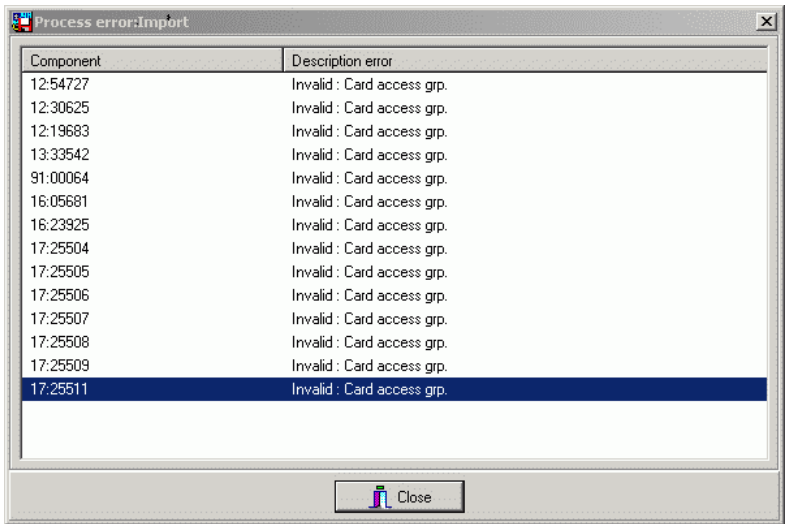 Process error:Import
Component Description error
12:54727 Invalid : Card access grp.
12:30625 Invalid : Card access grp.
12:19683 Invalid : Card access grp.
13:33542 Invalid : Card access grp.
91:00064 Invalid : Card access grp.
16:05681 Invalid : Card access grp.
16:23925 Invalid : Card access grp.
17:25504 Invalid : Card access grp.
17:25505 Invalid : Card access grp.
17:25506 Invalid : Card access grp.
17:25507 Invalid : Card access grp.
17:25508 Invalid : Card access grp.
17:25509 Invalid : Card access grp.
17:25511 Invalid : Card access grp.
Close